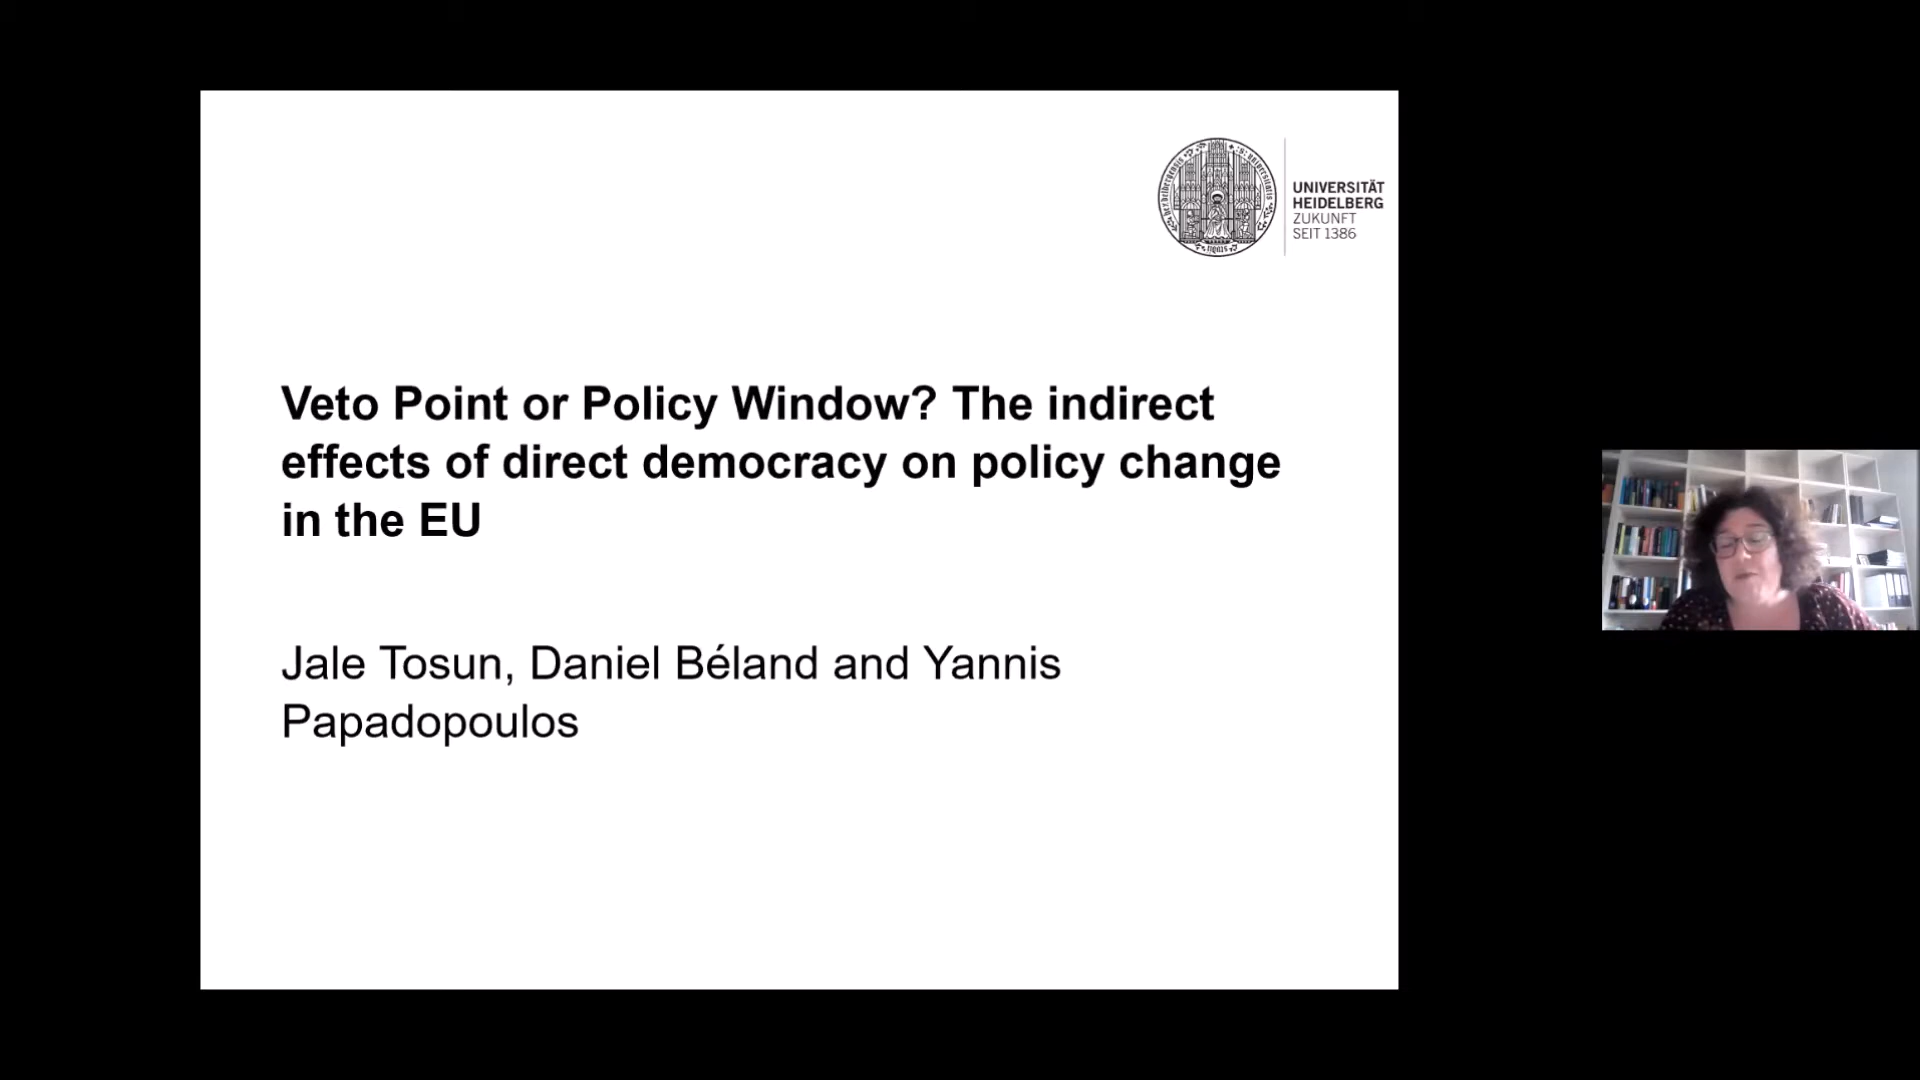 UNIVERSITÄT
HEIDELBERG
ZUKUNFT
SEIT 1386
Veto Point or Policy Window? The indirect
effects of direct democracy on policy change
in the EU
Jale Tosun, Daniel Béland and Yannis
Papadopoulos